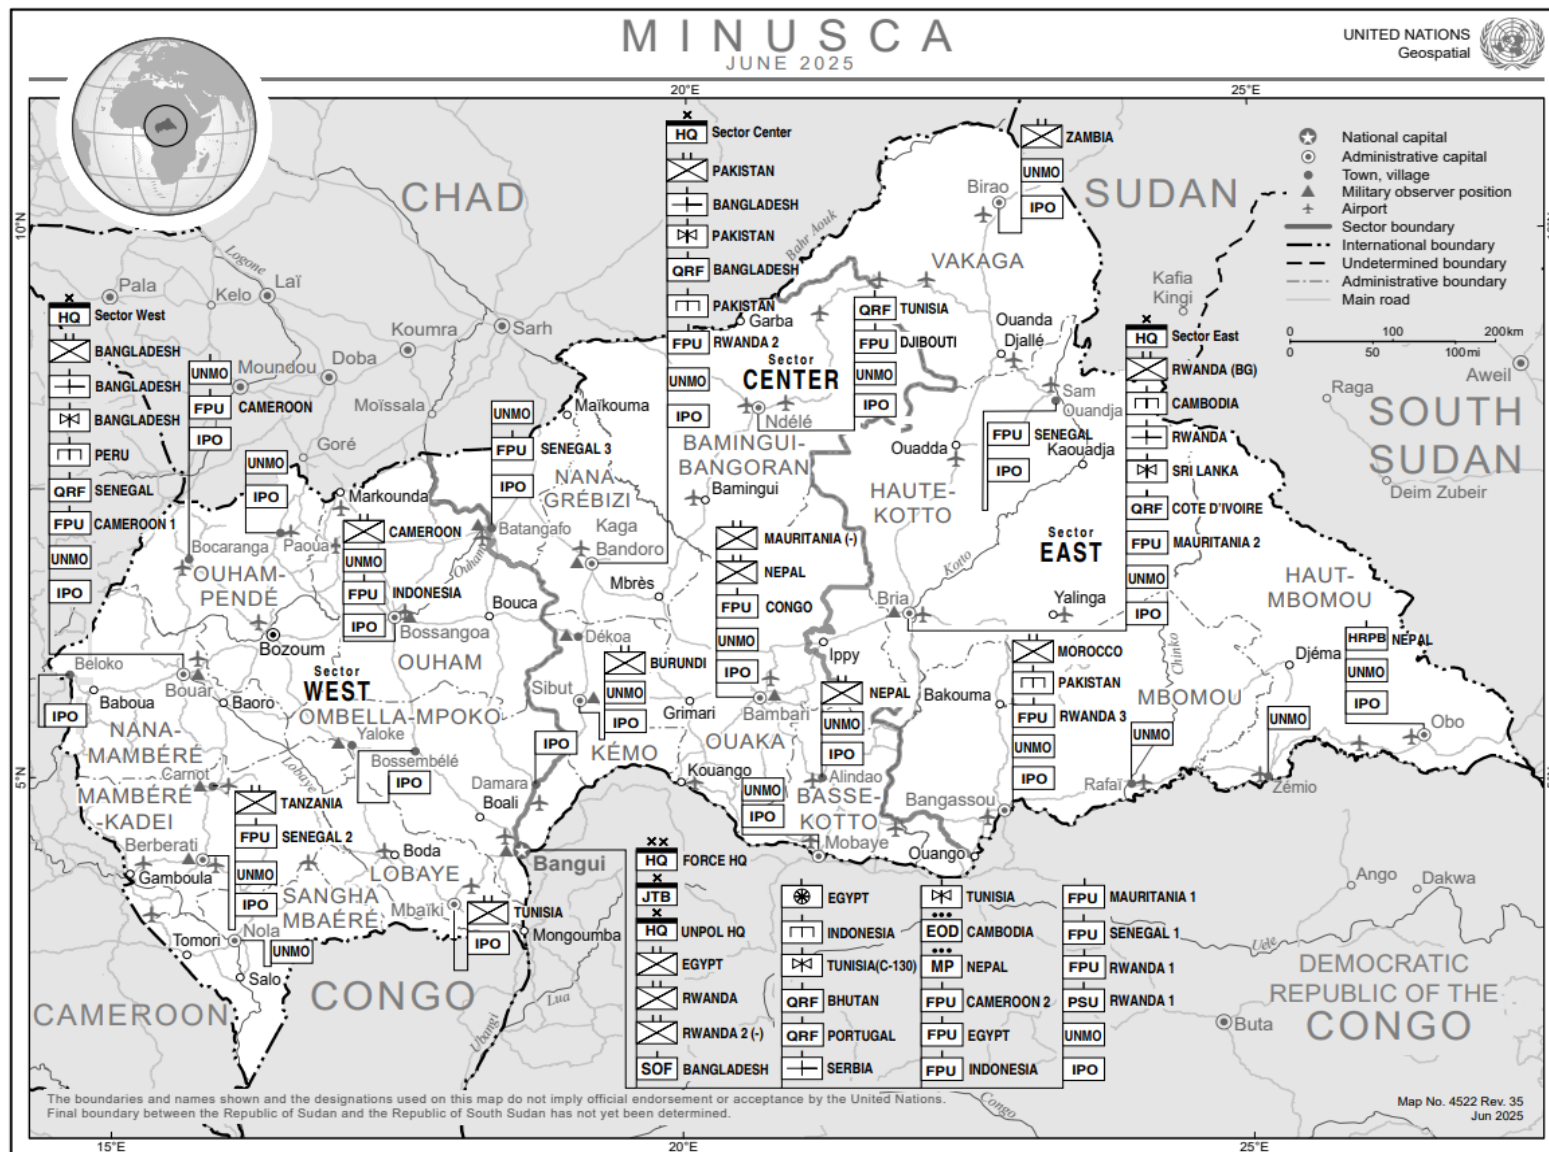 MINUSCA
JUNE 2025
UNITED NATIONS
Geospatial
20°E
25°E
10°N
5°N
15°E
20°E
25°E
National capital
Administrative capital
Town, village
Military observer position
Airport
Sector boundary
International boundary
Undetermined boundary
Administrative boundary
Main road
0 100 200 km
0 50 100 mi
CHAD
SUDAN
SOUTH
SUDAN
CAMEROON
CONGO
DEMOCRATIC
REPUBLIC OF THE
CONGO
HQ Sector Center
PAKISTAN
BANGLADESH
PAKISTAN
QRF BANGLADESH
PAKISTAN
FPU RWANDA 2
UNMO
IPO
ZAMBIA
UNMO
IPO
Birao
Bahr Aouk
VAKAGA
Kafia
Kingi
Logone
Pala
Kelo
Laï
Koumra
Sarh
Doba
Moundou
Moïssala
Goré
HQ Sector West
BANGLADESH
BANGLADESH
BANGLADESH
PERU
QRF SENEGAL
FPU CAMEROON 1
UNMO
IPO
UNMO
FPU CAMEROON
IPO
UNMO
IPO
UNMO
FPU SENEGAL 3
IPO
Garba
Sector
CENTER
QRF TUNISIA
FPU DJIBOUTI
UNMO
IPO
Ouanda
Djallé
Sam
Ouandja
HQ Sector East
RWANDA (BG)
CAMBODIA
RWANDA
SRI LANKA
QRF COTE D'IVOIRE
FPU MAURITANIA 2
UNMO
IPO
Raga
Aweil
Deim Zubeir
Maïkouma
Ndélé
BAMINGUI-
BANGORAN
Bamingui
NANA
GRÉBIZI
Kaga
Bandoro
Ouadda
FPU SENEGAL
IPO
Kaouadja
HAUTE-
KOTTO
Sector
EAST
Kotto
Markounda
Batangafo
Bocaranga
Paoua
OUHAM-
PENDÉ
CAMEROON
UNMO
FPU INDONESIA
IPO
Ouham
Bossangoa
Bouca
Mbrès
MAURITANIA (-)
NEPAL
FPU CONGO
UNMO
IPO
Bria
Yalinga
HAUT-
MBOMOU
Bozoum
OUHAM
Dékoa
Ippy
Chinko
Djéma
HRPB NEPAL
UNMO
IPO
Beloko
Bouar
Sector
WEST
Sibut
BURUNDI
UNMO
IPO
Grimari
Bambari
NEPAL
UNMO
IPO
Bakouma
MOROCCO
PAKISTAN
FPU RWANDA 3
UNMO
IPO
MBOMOU
UNMO
UNMO
Obo
IPO
Baboua
Baoro
OMBELLA-MPOKO
NANA-
MAMBÉRÉ
Yaloke
Bossembélé
IPO
IPO
KÉMO
OUAKA
Lobaye
Carnot
MAMBÉRÉ
-KADEI
Damara
Boali
Kouango
UNMO
IPO
Alindao
BASSE-
KOTTO
Bangassou
Rafaï
Zémio
TANZANIA
FPU SENEGAL 2
UNMO
IPO
Berberati
Gamboula
Boda
LOBAYE
Bangui
Mobaye
Ouango
SANGHA
MBAÉRÉ
Mbaïki
TUNISIA
IPO
Mongoumba
Nola
UNMO
Tomori
Salo
Lua
Ubangi
Ango
Dakwa
Uele
Buta
Congo
HQ FORCE HQ
JTB
HQ UNPOL HQ
EGYPT
RWANDA
RWANDA 2 (-)
SOF BANGLADESH
EGYPT
INDONESIA
TUNISIA(C-130)
QRF BHUTAN
QRF PORTUGAL
SERBIA
TUNISIA
EOD CAMBODIA
MP NEPAL
FPU CAMEROON 2
FPU EGYPT
FPU INDONESIA
FPU MAURITANIA 1
FPU SENEGAL 1
FPU RWANDA 1
PSU RWANDA 1
UNMO
IPO
The boundaries and names shown and the designations used on this map do not imply official endorsement or acceptance by the United Nations.
Final boundary between the Republic of Sudan and the Republic of South Sudan has not yet been determined.
Map No. 4522 Rev. 35
Jun 2025